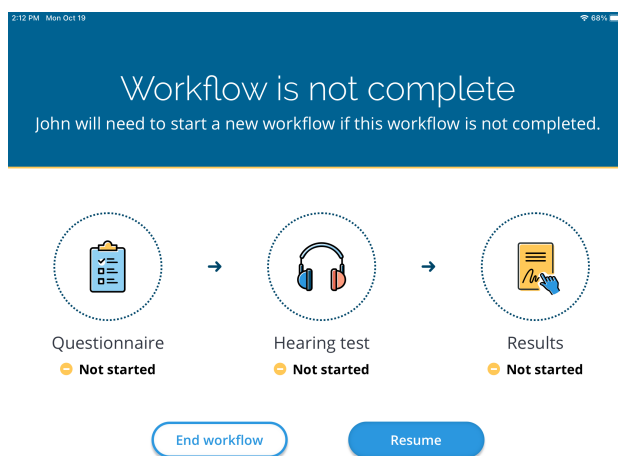 2:12 PM Mon Oct 19 68%
Workflow is not complete
John will need to start a new workflow if this workflow is not completed.
Questionnaire Hearing test Results
Not started Not started Not started
End workflow Resume